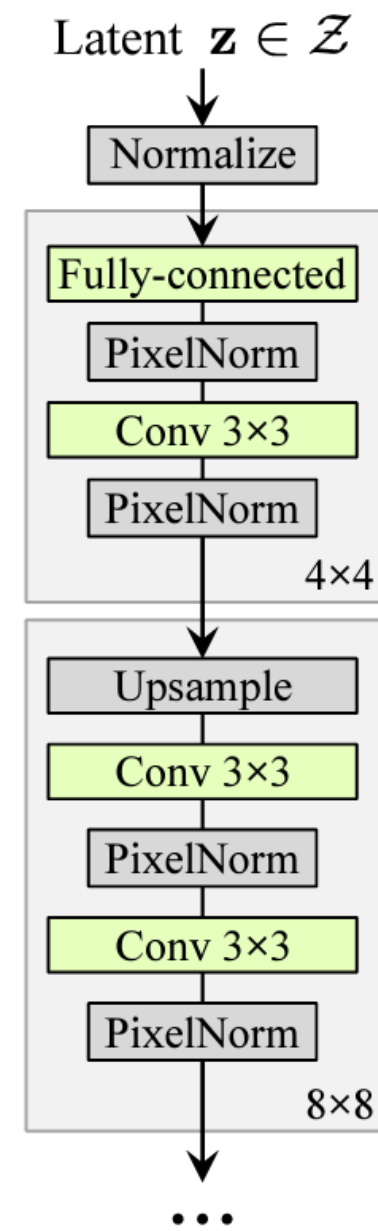 Latent z ∈ 𝒵
Normalize
Fully-connected
PixelNorm
Conv 3×3
PixelNorm
4×4
Upsample
Conv 3×3
PixelNorm
Conv 3×3
PixelNorm
8×8
...